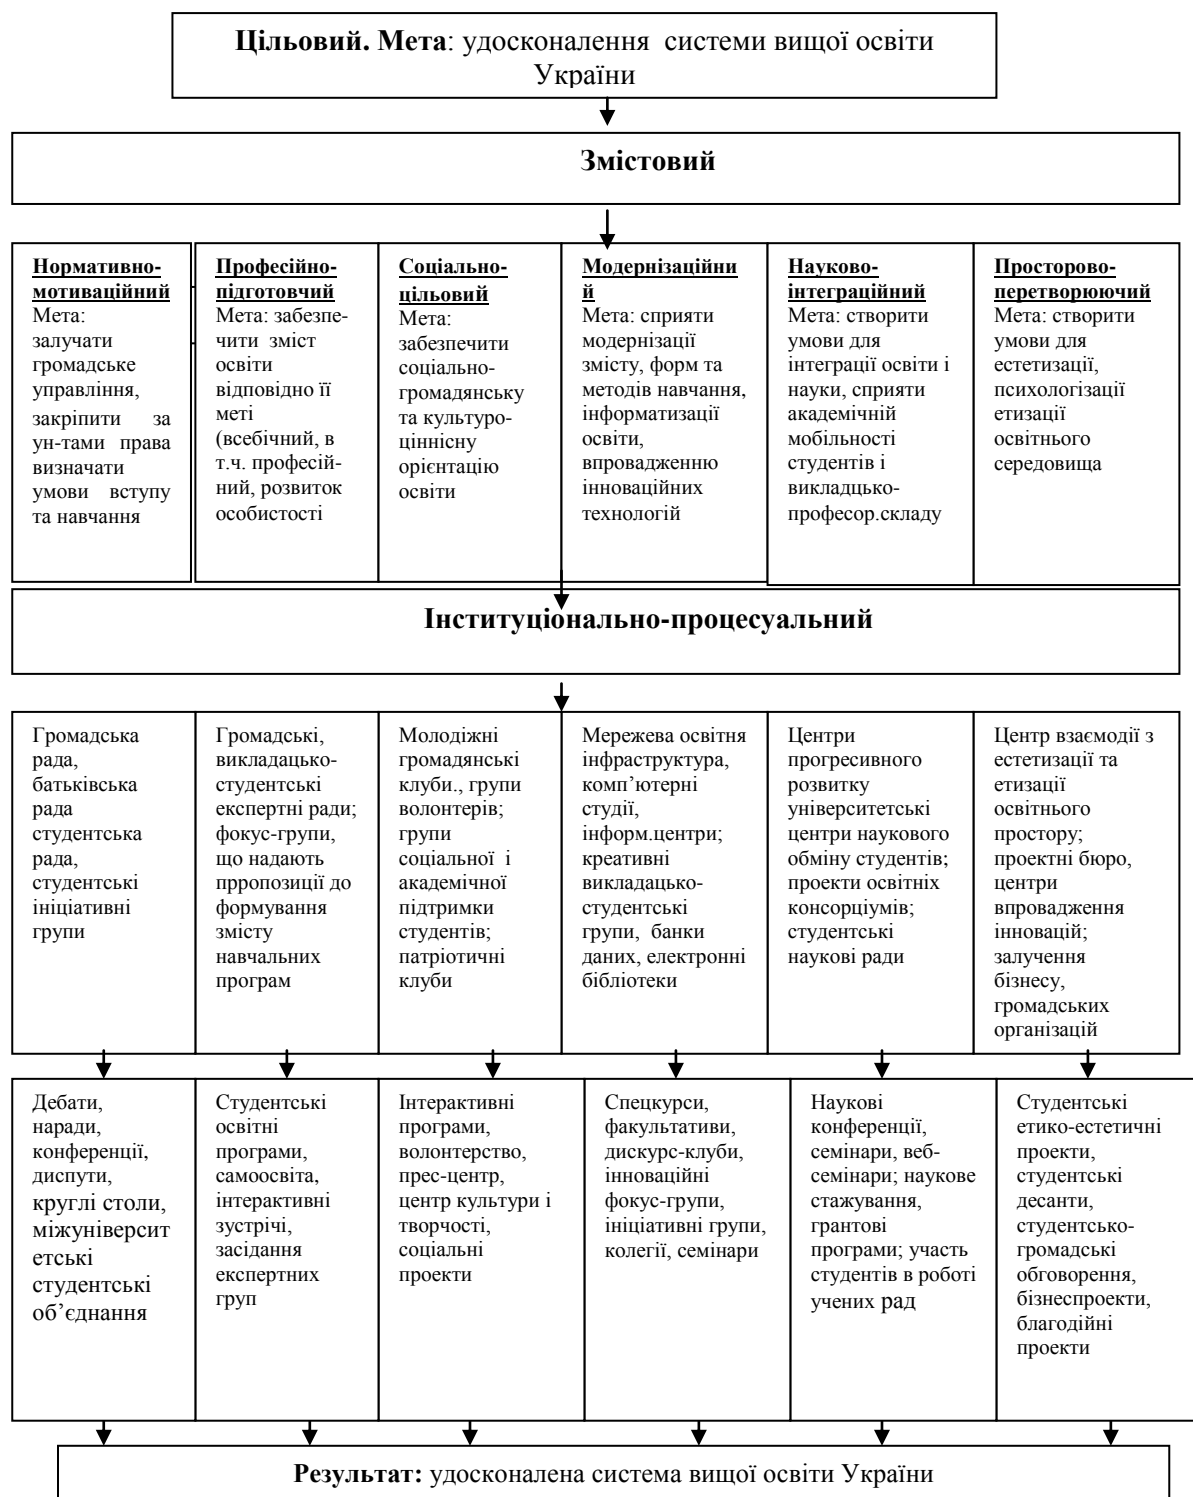 Цільовий. Мета: удосконалення системи вищої освіти
України
Змістовий
Нормативно-
мотиваційний
Мета:
залучати
громадське
управління,
закріпити за
ун-тами права
визначати
умови вступу
та навчання
Професійно-
підготовчий
Мета: забезпе-
чити зміст
освіти
відповідно її
меті
(всебічний, в
т.ч. професій-
ний, розвиток
особистості
Соціально-
цільовий
Мета:
забезпечити
соціально-
громадянську
та культуро-
ціннісну
орієнтацію
освіти
Модернізаційни
й
Мета: сприяти
модернізації
змісту, форм та
методів навчання,
інформатизації
освіти,
впровадженню
інноваційних
технологій
Науково-
інтеграційний
Мета: створити
умови для
інтеграції освіти і
науки, сприяти
академічній
мобільності
студентів і
викладцько-
професор.складу
Просторово-
перетворюючий
Мета: створити
умови для
естетизації,
психологізації
етизації
освітнього
середовища
Інституціонально-процесуальний
Громадська
рада,
батьківська
рада
студентська
рада,
студентські
ініціативні
групи
Громадські,
викладацько-
студентські
експертні ради;
фокус-групи,
що надають
прропозиції до
формування
змісту
навчальних
програм
Молодіжні
громадянські
клуби., групи
волонтерів;
групи
соціальної і
академічної
підтримки
студентів;
патріотичні
клуби
Мережева освітня
інфраструктура,
комп’ютерні
студії,
інформ.центри;
креативні
викладацько-
студентські
групи, банки
даних, електронні
бібліотеки
Центри
прогресивного
розвитку
університетські
центри наукового
обміну студентів;
проекти освітніх
консорціумів;
студентські
наукові ради
Центр взаємодії з
естетизації та
етизації
освітнього
простору;
проектні бюро,
центри
впровадження
інновацій;
залучення
бізнесу,
громадських
організацій
Дебати,
наради,
конференції,
диспути,
круглі столи,
міжуніверсит
етські
студентські
об’єднання
Студентські
освітні
програми,
самоосвіта,
інтерактивні
зустрічі,
засідання
експертних
груп
Інтерактивні
програми,
волонтерство,
прес-центр,
центр культури і
творчості,
соціальні
проекти
Спецкурси,
факультативи,
дискурс-клуби,
інноваційні
фокус-групи,
ініціативні групи,
колегії, семінари
Наукові
конференції,
семінари, веб-
семінари; наукове
стажування,
грантові
програми; участь
студентів в роботі
учених рад
Студентські
етико-естетичні
проекти,
студентські
десанти,
студентсько-
громадські
обговорення,
бізнеспроекти,
благодійні
проекти
Результат: удосконалена система вищої освіти України